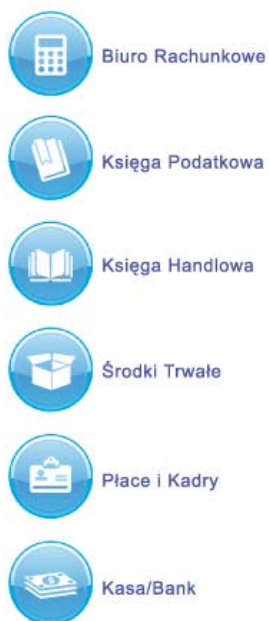 Biuro Rachunkowe
Księga Podatkowa
Księga Handlowa
Środki Trwałe
Płace i Kadry
Kasa/Bank